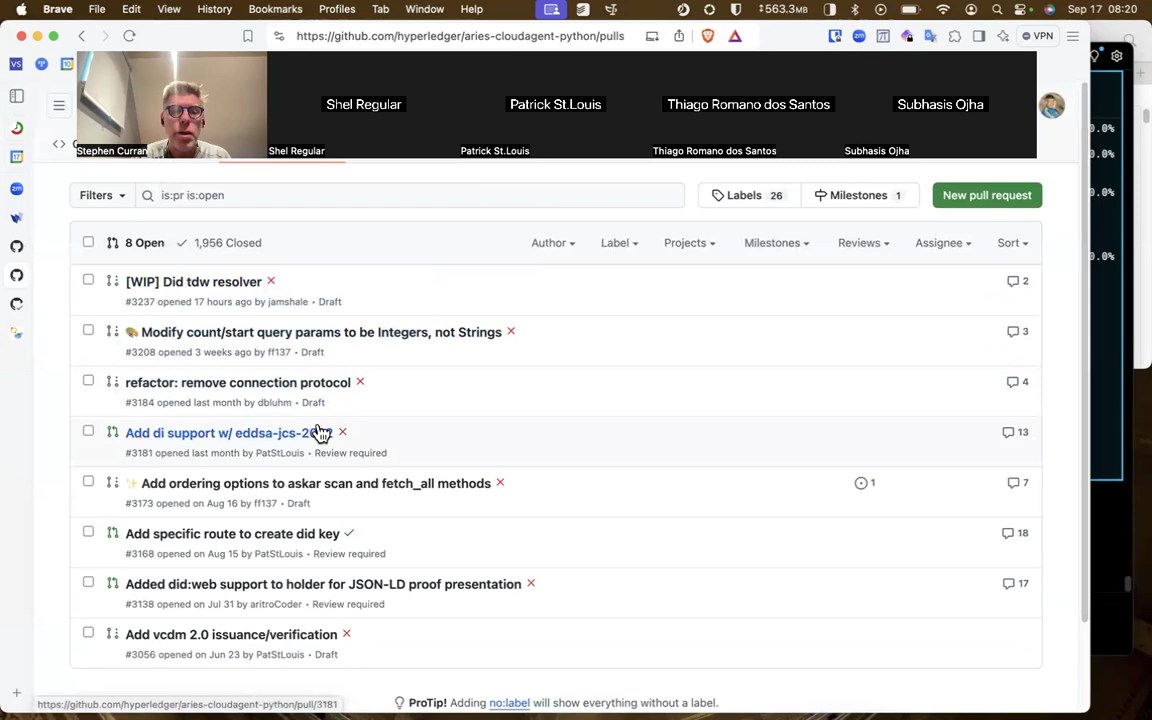 Brave File Edit View History Bookmarks Profiles Tab Window Help 563.3MB Sep 17 08:20
https://github.com/hyperledger/aries-cloudagent-python/pulls VPN
Shel Regular Patrick St.Louis Thiago Romano dos Santos Subhasis Ojha
Stephen Curran Shel Regular Patrick St.Louis Thiago Romano dos Santos Subhasis Ojha
Filters is:pr is:open Labels 26 Milestones 1 New pull request
8 Open 1,956 Closed Author Label Projects Milestones Reviews Assignee Sort
[WIP] Did tdw resolver 2
#3237 opened 17 hours ago by jamshale • Draft
Modify count/start query params to be Integers, not Strings 3
#3208 opened 3 weeks ago by ff137 • Draft
refactor: remove connection protocol 4
#3184 opened last month by dbluhm • Draft
Add di support w/ eddsa-jcs-2 13
#3181 opened last month by PatStLouis • Review required
Add ordering options to askar scan and fetch_all methods 1 7
#3173 opened on Aug 16 by ff137 • Draft
Add specific route to create did key 18
#3168 opened on Aug 15 by PatStLouis • Review required
Added did:web support to holder for JSON-LD proof presentation 17
#3138 opened on Jul 31 by aritroCoder • Review required
Add vcdm 2.0 issuance/verification
#3056 opened on Jun 23 by PatStLouis • Draft
https://github.com/hyperledger/aries-cloudagent-python/pull/3181
ProTip! Adding no:label will show everything without a label.